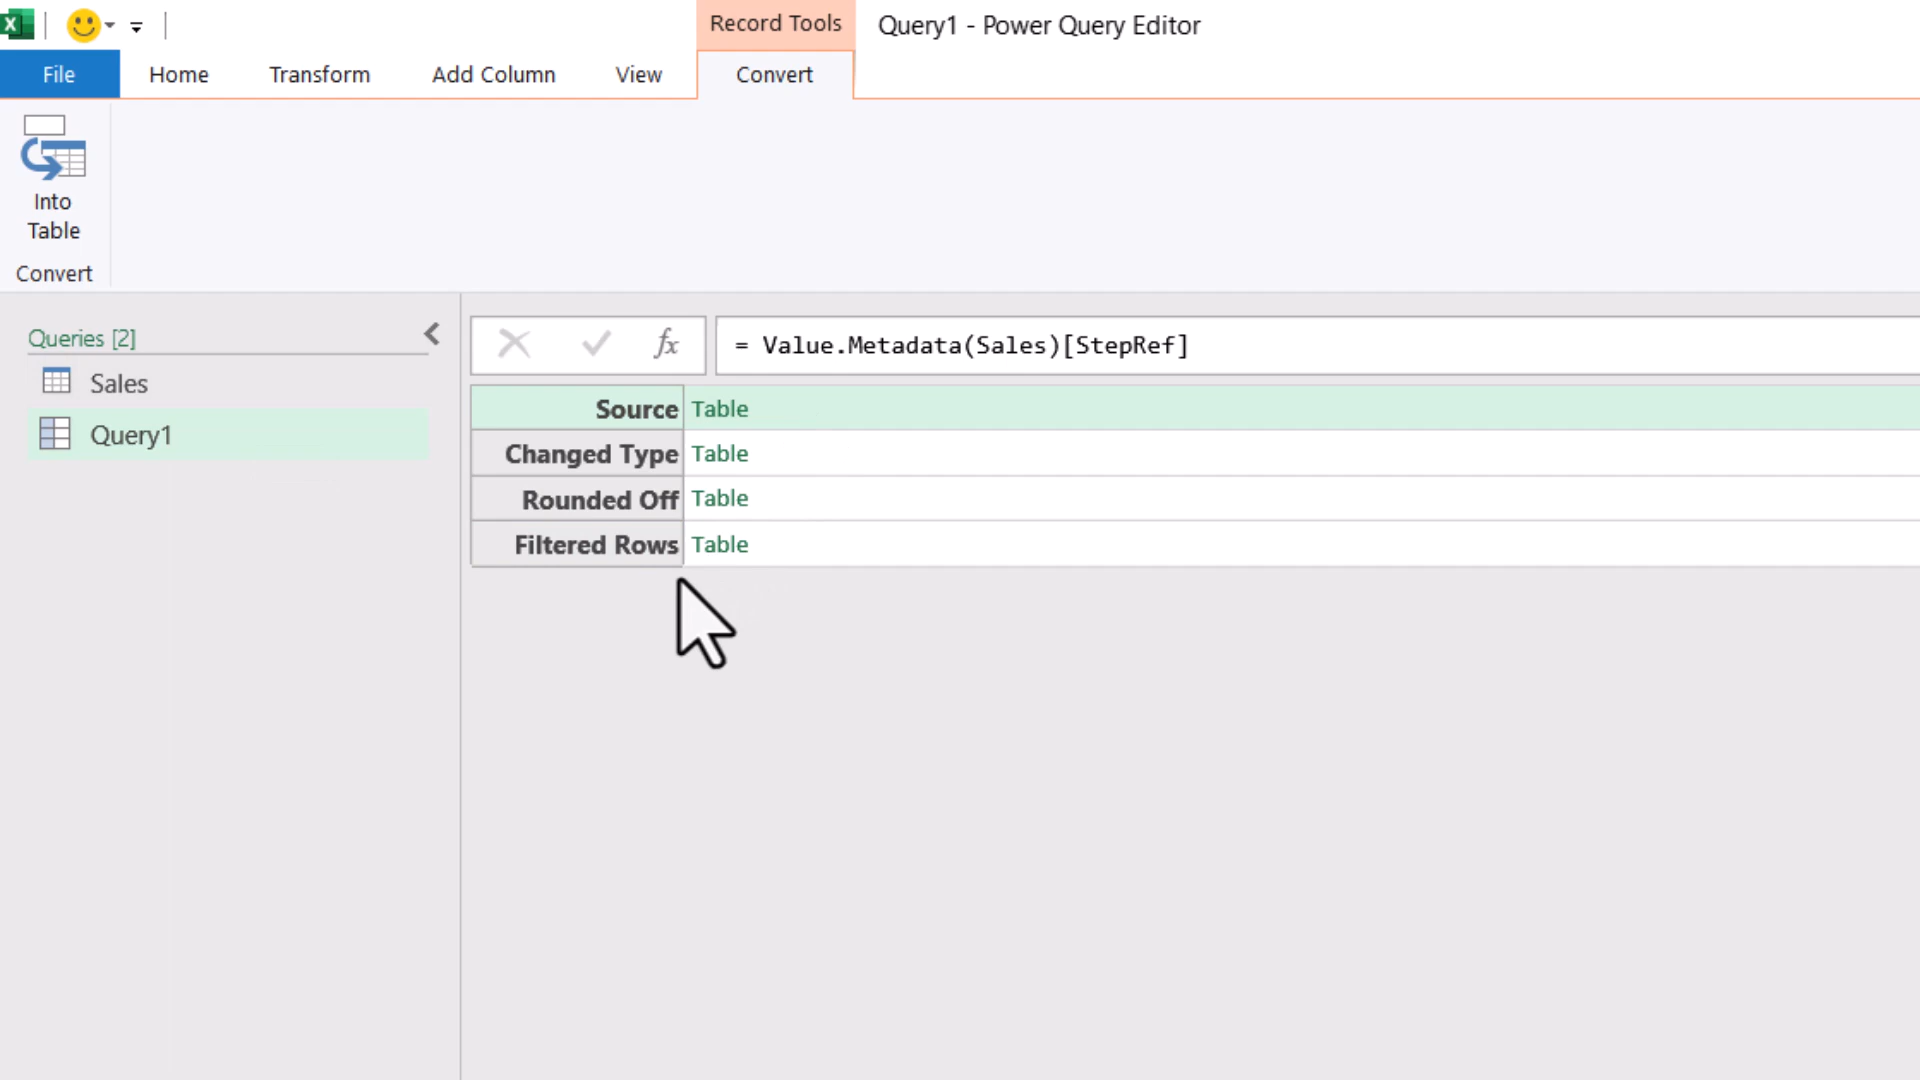 Record Tools
Query1 - Power Query Editor
File
Home
Transform
Add Column
View
Convert
Into
Table
Convert
Queries [2]
Sales
Query1
fx
= Value.Metadata(Sales)[StepRef]
Source Table
Changed Type Table
Rounded Off Table
Filtered Rows Table